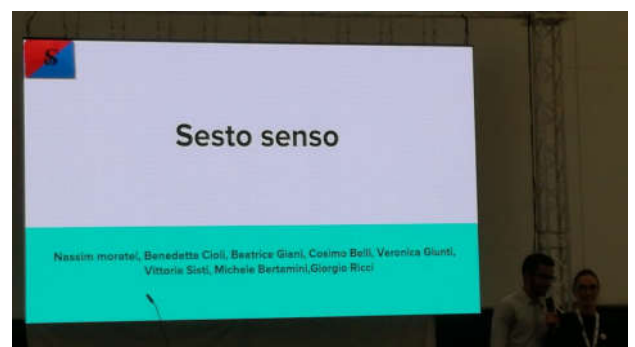 S
Sesto senso
Nassim moratei, Benedetta Cioli, Beatrice Giani, Cosimo Belli, Veronica Giunti,
Vittoria Sisti, Michele Bertamini,Giorgio Ricci